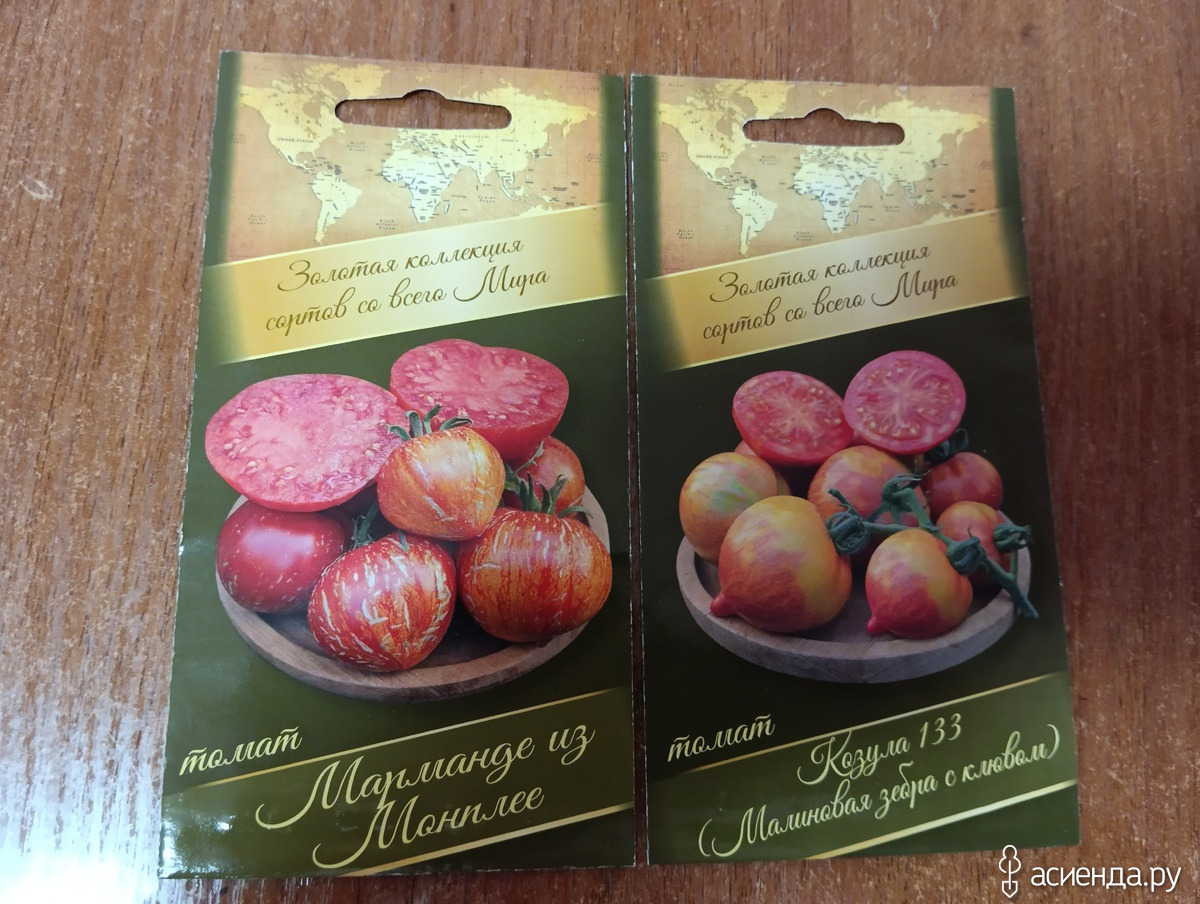 Золотая коллекция
сортов со всего Мира
томат
Марманде из
Монплее
Золотая коллекция
сортов со всего Мира
томат
Козула 133
(Малиновая зебра с клювом)
асиенда.ру